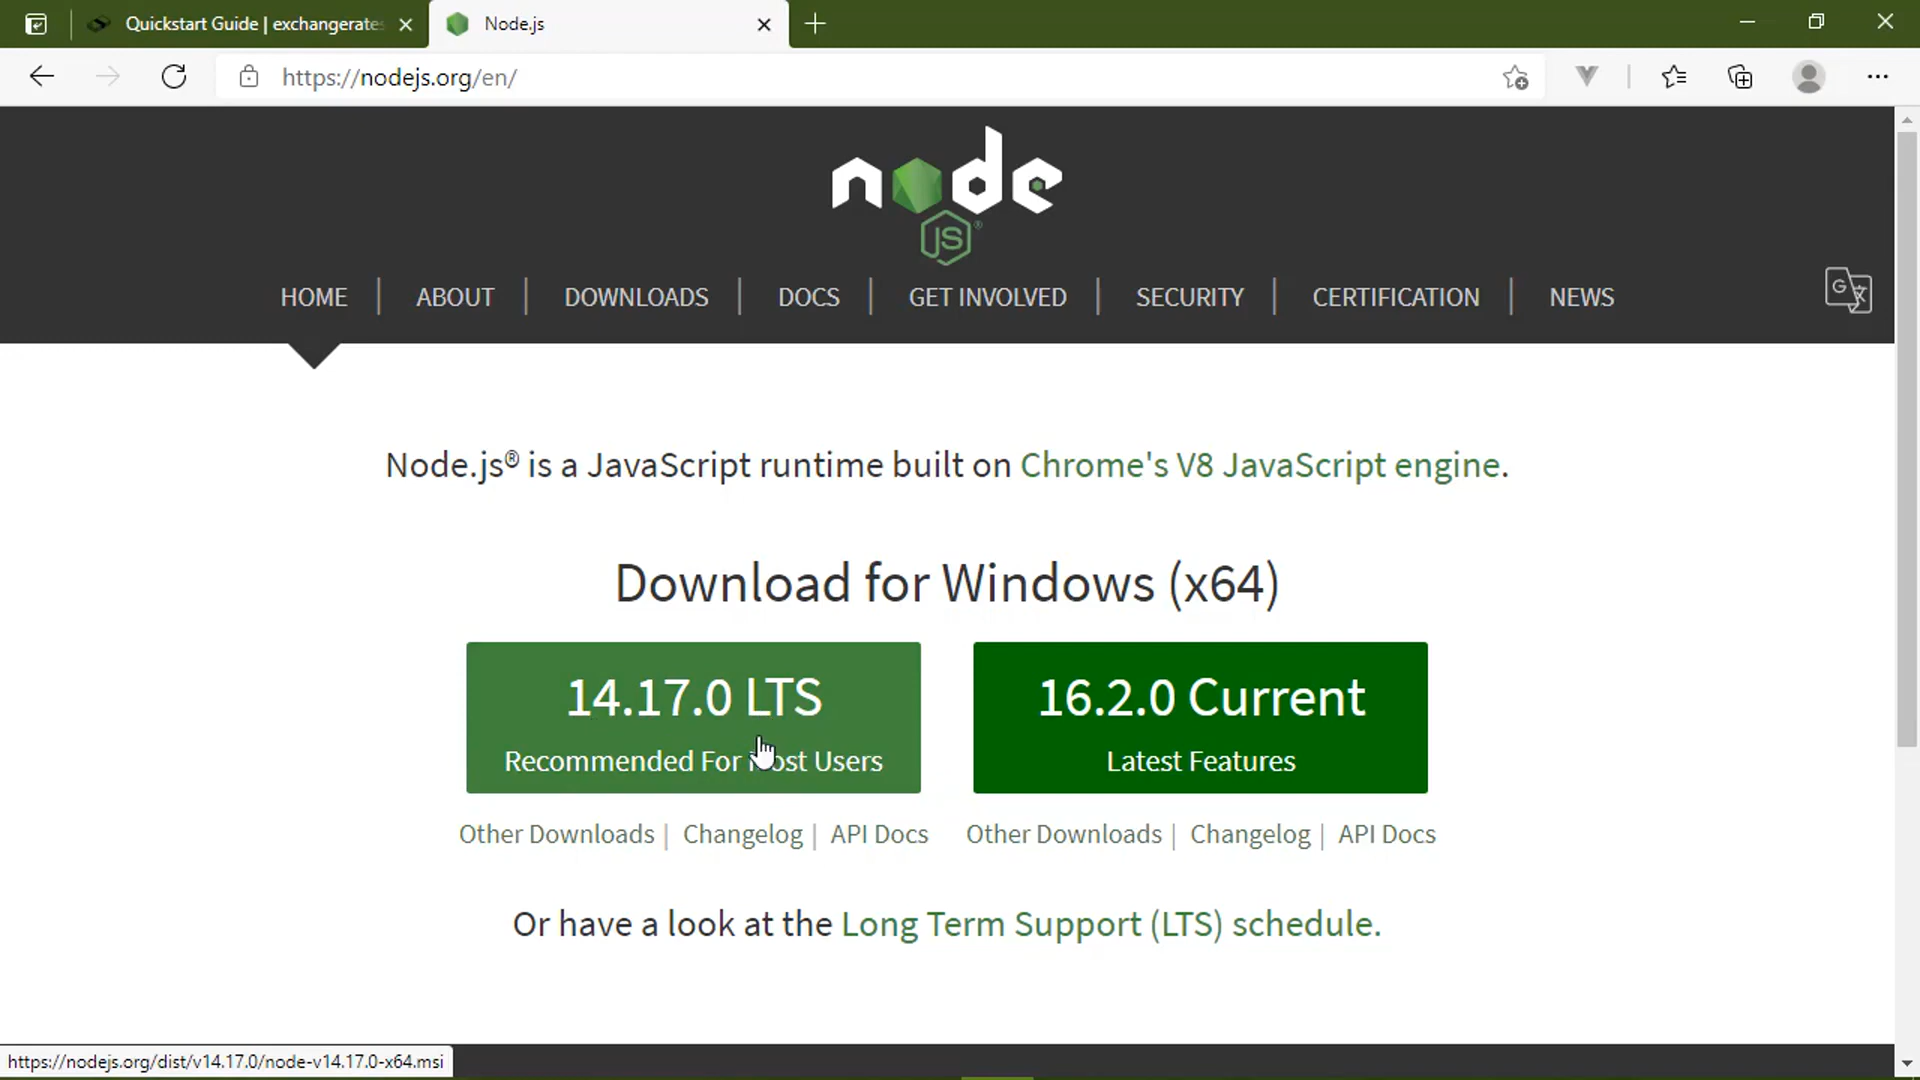 Quickstart Guide | exchangerates
Node.js
https://nodejs.org/en/
node
JS
HOME | ABOUT | DOWNLOADS | DOCS | GET INVOLVED | SECURITY | CERTIFICATION | NEWS
Node.js® is a JavaScript runtime built on Chrome's V8 JavaScript engine.
Download for Windows (x64)
14.17.0 LTS
Recommended For Most Users
16.2.0 Current
Latest Features
Other Downloads | Changelog | API Docs
Other Downloads | Changelog | API Docs
Or have a look at the Long Term Support (LTS) schedule.
https://nodejs.org/dist/v14.17.0/node-v14.17.0-x64.msi